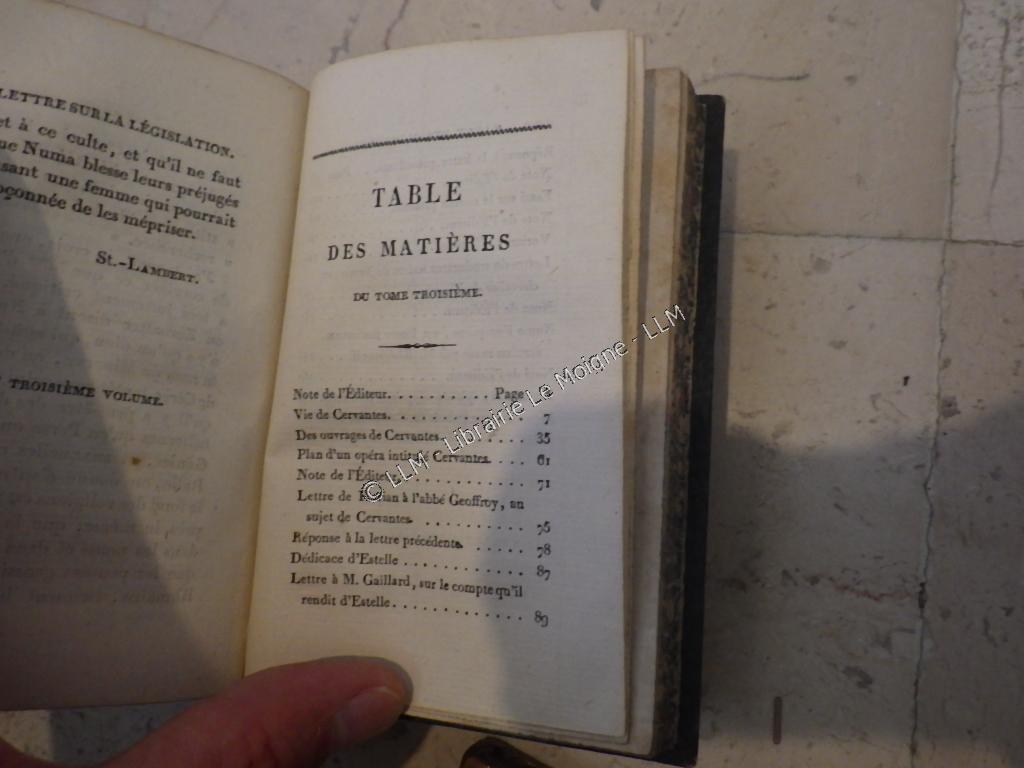 LETTRE SUR LA LÉGISLATION.
et à ce culte, et qu'il ne faut
ue Numa blesse leurs préjugés
sant une femme qui pourrait
oçonnée de les mépriser.
St.-LAMBERT.
TROISIÈME VOLUME.
TABLE
DES MATIÈRES
DU TOME TROISIÈME.
Note de l'Éditeur. . . . . . . . . . Page
Vie de Cervantes. . . . . . . . . . . . 7
Des ouvrages de Cervantes. . . . . . . . 35
Plan d'un opéra intitulé Cervantes. . . . 61
Note de l'Éditeur . . . . . . . . . . . 71
Lettre de Florian à l'abbé Geoffroy, au
sujet de Cervantes. . . . . . . . . . 75
Réponse à la lettre précédente. . . . . . 78
Dédicace d'Estelle . . . . . . . . . . . 87
Lettre à M. Gaillard, sur le compte qu'il
rendit d'Estelle. . . . . . . . . . . . 89
© LLM - Librairie Le Moigne - LLM